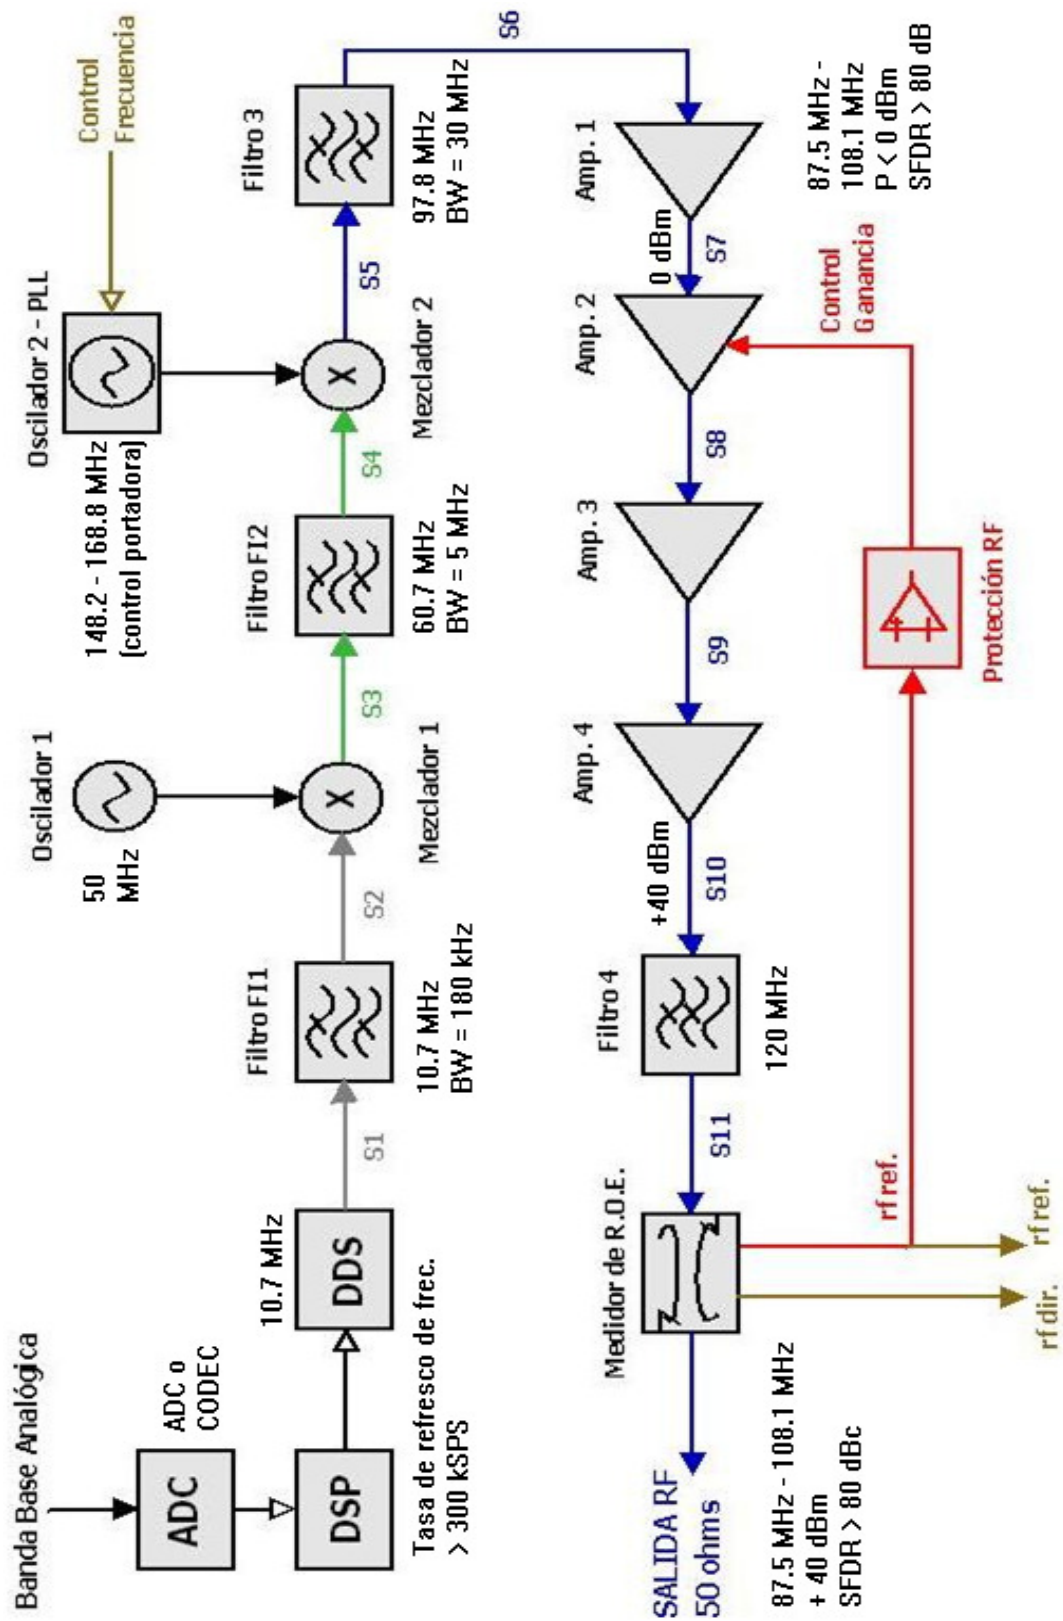 Banda Base Analógica
ADC
ADC o
CODEC
DSP
Tasa de refresco de frec.
> 300 kSPS
DDS
10.7 MHz
S1
Filtro FI1
10.7 MHz
BW = 180 kHz
S2
Oscilador 1
50
MHz
X
Mezclador 1
S3
Filtro FI2
60.7 MHz
BW = 5 MHz
S4
Oscilador 2 - PLL
148.2 - 168.8 MHz
(control portadora)
Control
Frecuencia
X
Mezclador 2
S5
Filtro 3
97.8 MHz
BW = 30 MHz
S6
Amp. 1
87.5 MHz -
108.1 MHz
P < 0 dBm
SFDR > 80 dB
0 dBm
S7
Amp. 2
Control
Ganancia
S8
Amp. 3
S9
Amp. 4
+40 dBm
S10
Filtro 4
120 MHz
S11
Protección RF
Medidor de R.O.E.
rf ref.
rf ref.
rf dir.
SALIDA RF
50 ohms
87.5 MHz - 108.1 MHz
+ 40 dBm
SFDR > 80 dBc